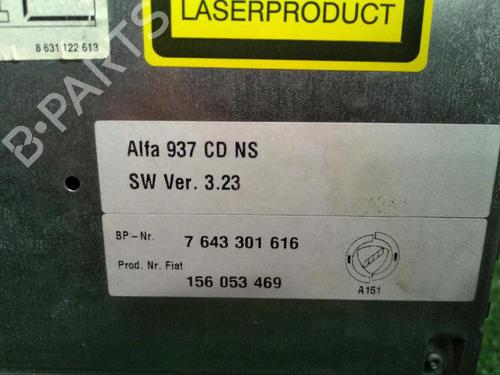 LASERPRODUCT
8 631 122 613
B-PARTS
Alfa 937 CD NS
SW Ver. 3.23
BP-Nr. 7 643 301 616
Prod. Nr. Fiat 156 053 469
A151